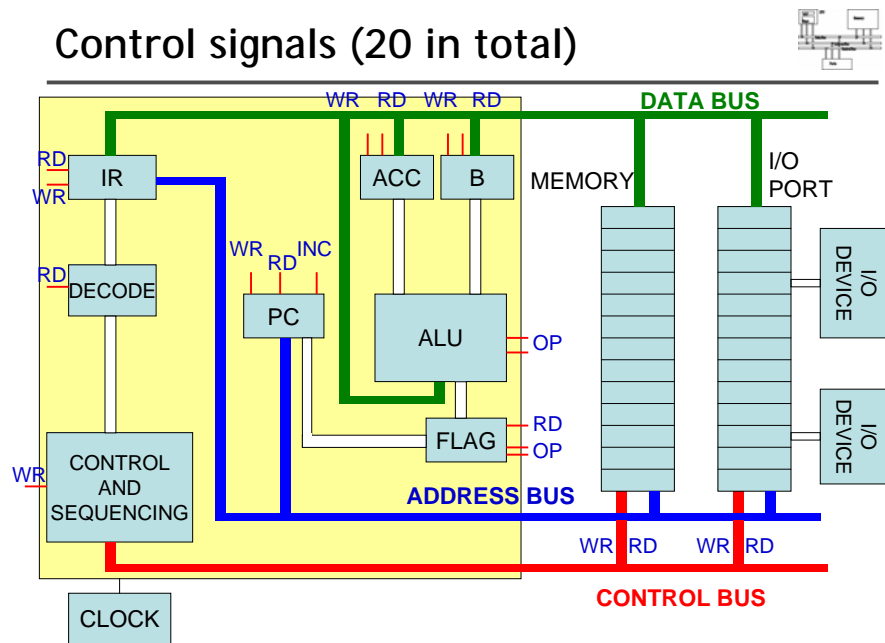 Control signals (20 in total)
WR RD WR RD
DATA BUS
RD
IR
WR
ACC
B
MEMORY
I/O
PORT
WR
RD
INC
RD
DECODE
PC
ALU
OP
I/O
DEVICE
FLAG
RD
OP
I/O
DEVICE
WR
CONTROL
AND
SEQUENCING
ADDRESS BUS
WR RD
WR RD
CONTROL BUS
CLOCK